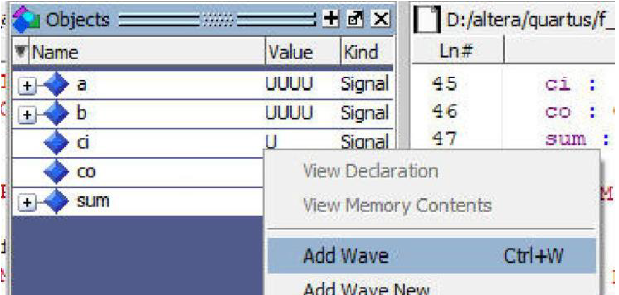 Objects
Name Value Kind
a UUUU Signal
b UUUU Signal
ci U Signal
co
sum
D:/altera/quartus/f_
Ln#
45 ci :
46 co :
47 sum :
View Declaration
View Memory Contents
Add Wave Ctrl+W
Add Wave New